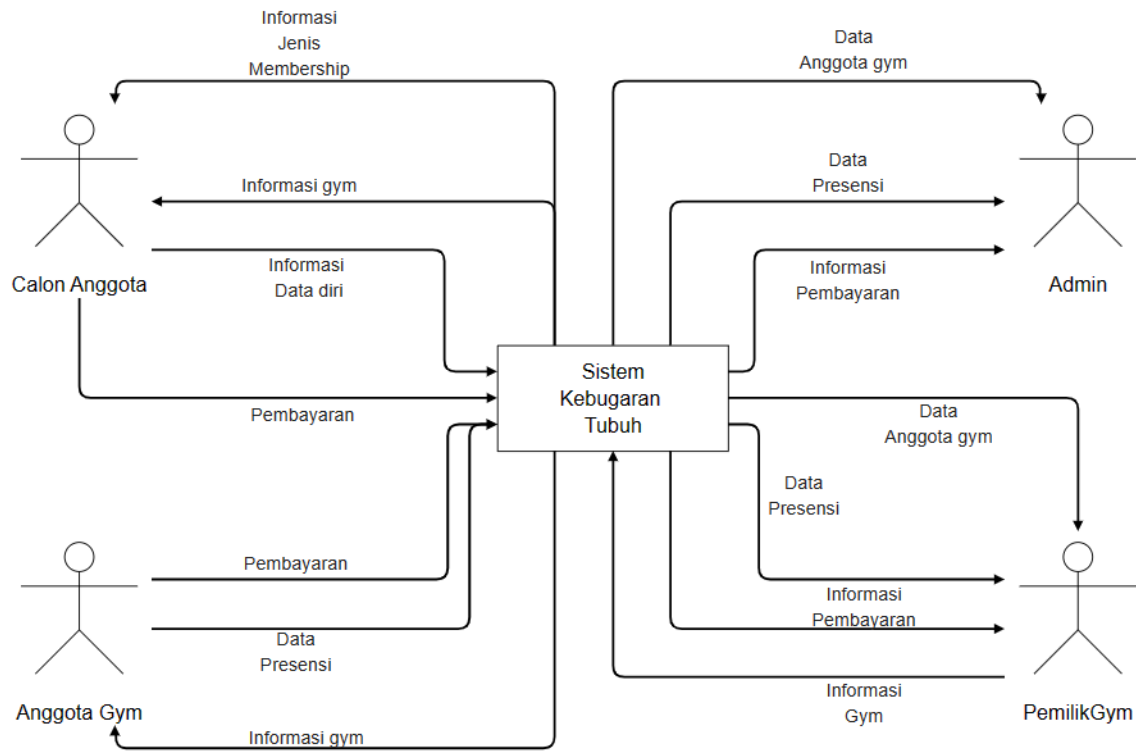 Informasi
Jenis
Membership
Data
Anggota gym
Data
Presensi
Informasi gym
Informasi
Data diri
Informasi
Pembayaran
Calon Anggota
Admin
Sistem
Kebugaran
Tubuh
Pembayaran
Data
Anggota gym
Data
Presensi
Pembayaran
Informasi
Pembayaran
Data
Presensi
Anggota Gym
Informasi
Gym
PemilikGym
Informasi gym